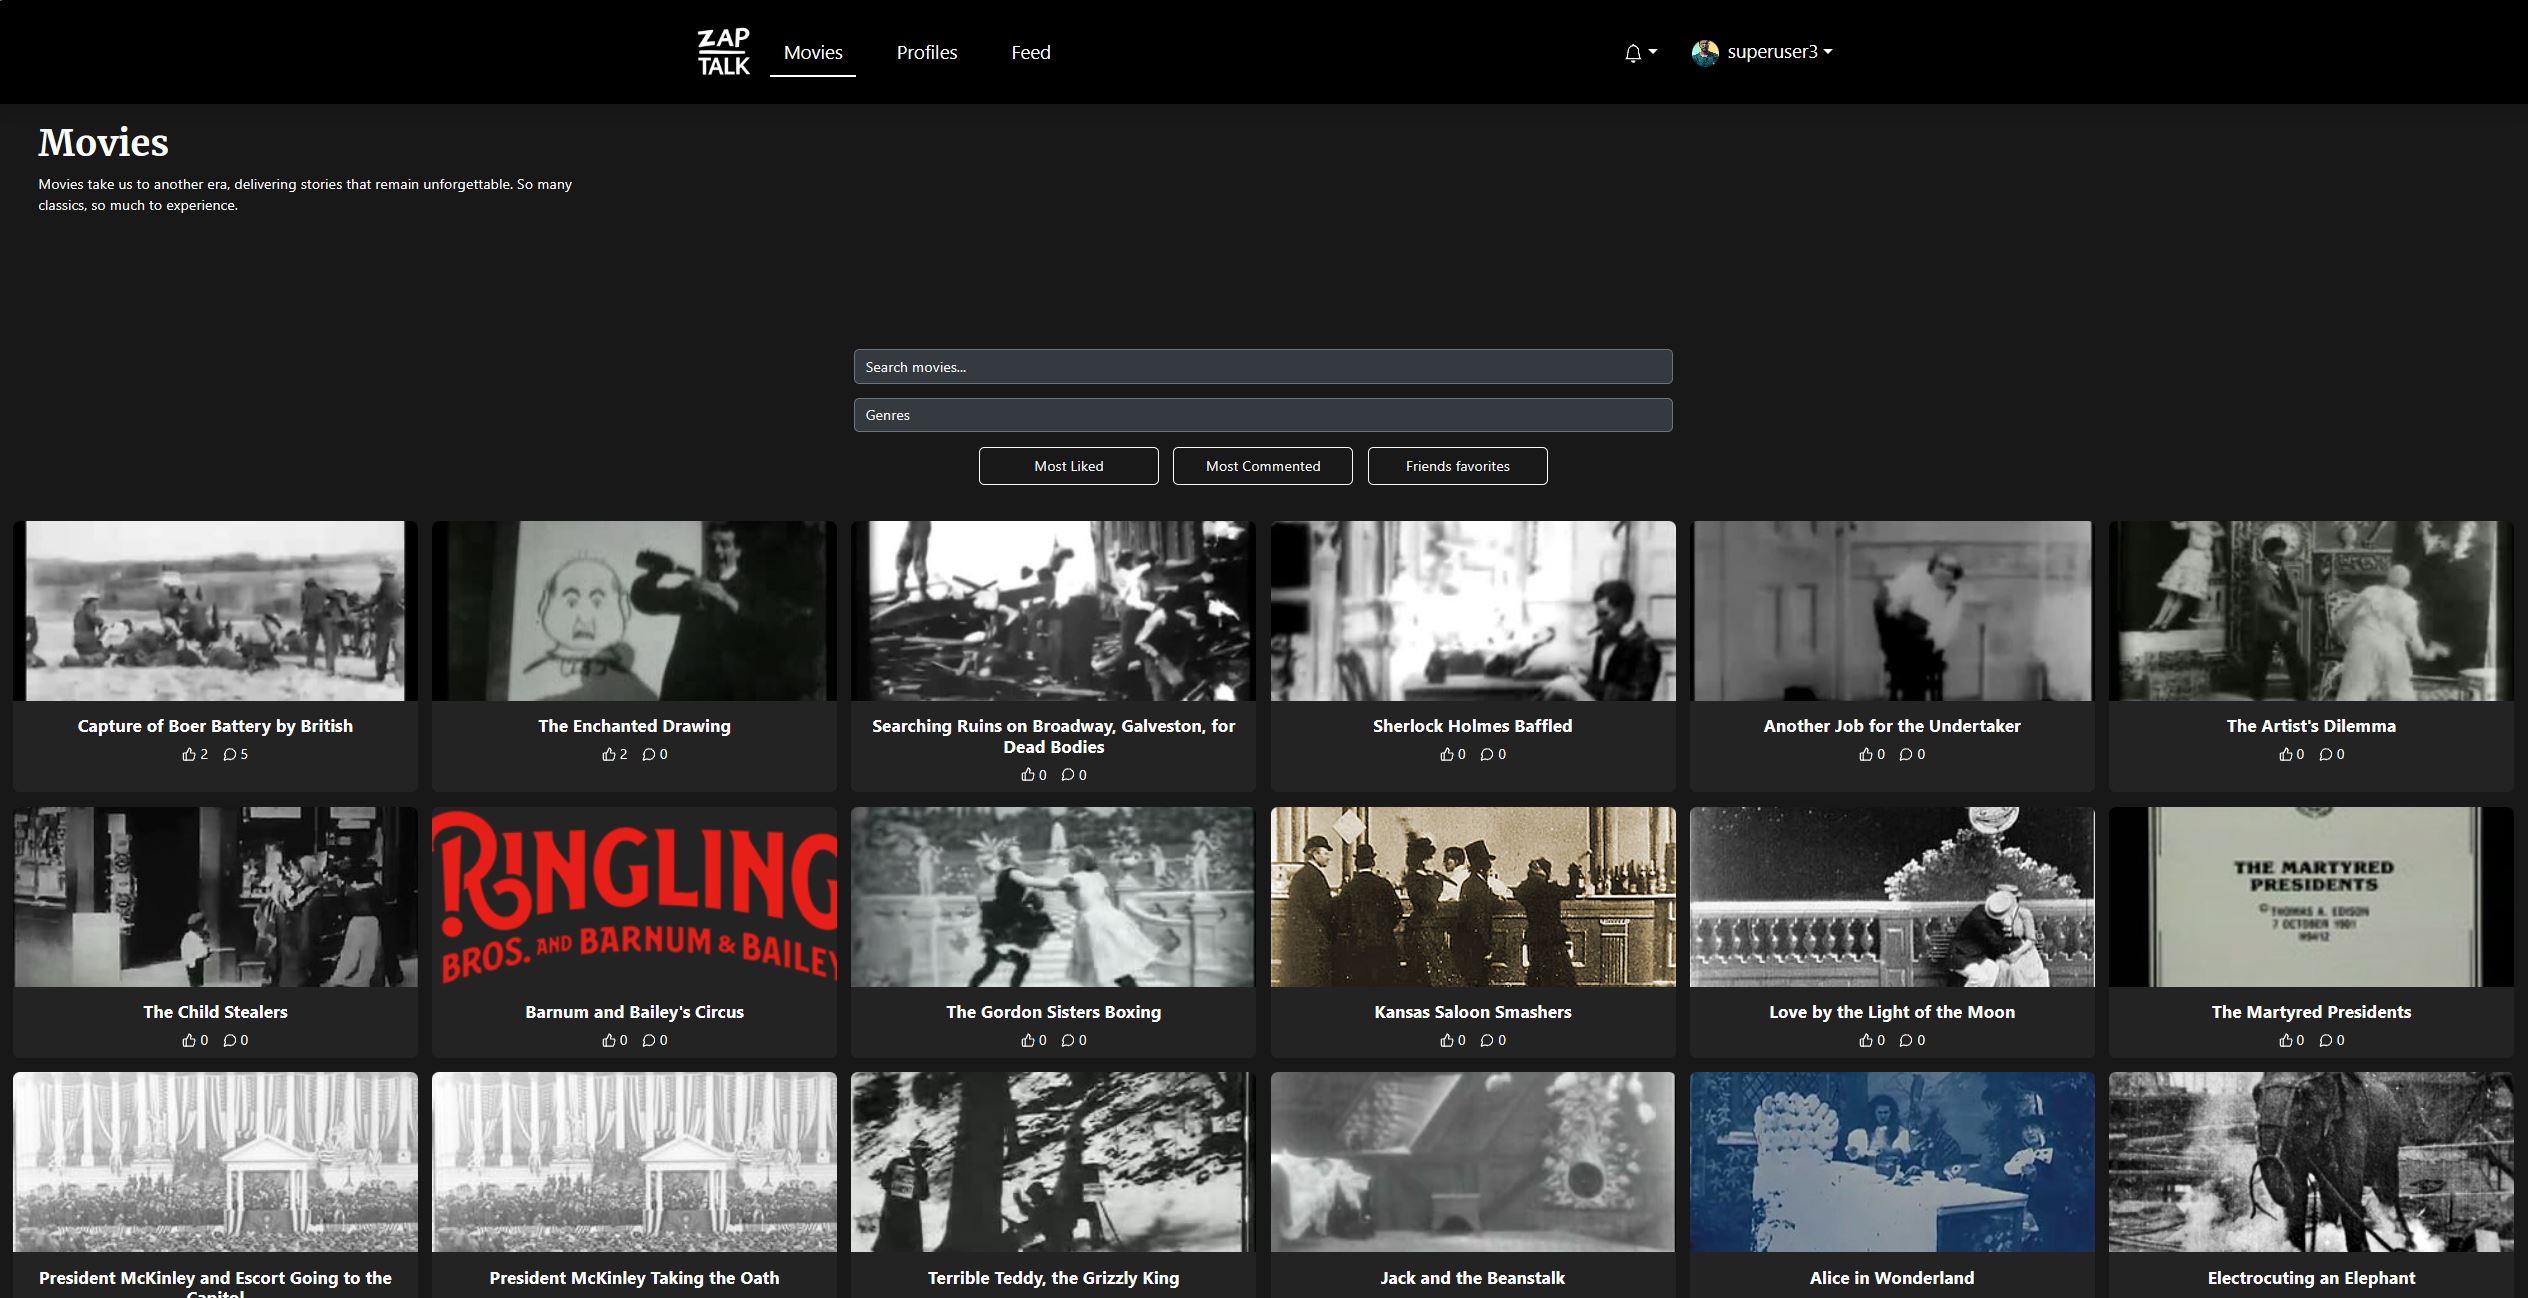 ZAP
TALK
Movies
Profiles
Feed
superuser3
Movies
Movies take us to another era, delivering stories that remain unforgettable. So many
classics, so much to experience.
Search movies...
Genres
Most Liked
Most Commented
Friends favorites
Capture of Boer Battery by British
2 5
The Enchanted Drawing
2 0
Searching Ruins on Broadway, Galveston, for
Dead Bodies
0 0
Sherlock Holmes Baffled
0 0
Another Job for the Undertaker
0 0
The Artist's Dilemma
0 0
The Child Stealers
0 0
RINGLING
BROS. AND BARNUM & BAILEY
Barnum and Bailey's Circus
0 0
The Gordon Sisters Boxing
0 0
Kansas Saloon Smashers
0 0
Love by the Light of the Moon
0 0
THE MARTYRED
PRESIDENTS
© THOMAS A. EDISON
7 OCTOBER 1901
The Martyred Presidents
0 0
President McKinley and Escort Going to the
Capitol
President McKinley Taking the Oath
Terrible Teddy, the Grizzly King
Jack and the Beanstalk
Alice in Wonderland
Electrocuting an Elephant